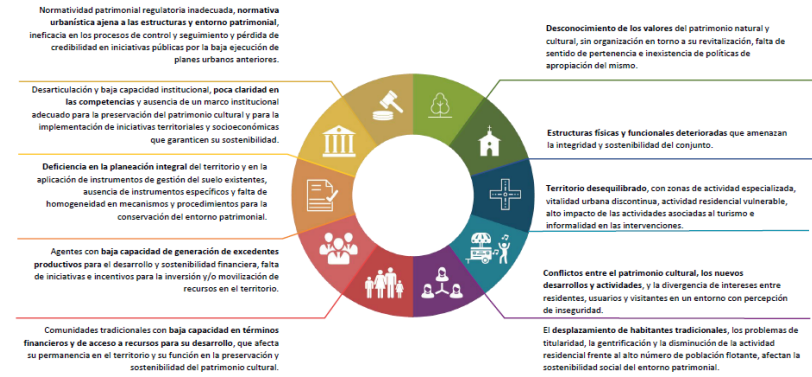 Normatividad patrimonial regulatoria inadecuada, normativa
urbanística ajena a las estructuras y entorno patrimonial,
ineficacia en los procesos de control y seguimiento y pérdida de
credibilidad en iniciativas públicas por la baja ejecución de
planes urbanos anteriores.
Desarticulación y baja capacidad institucional, poca claridad en
las competencias y ausencia de un marco institucional
adecuado para la preservación del patrimonio cultural y para la
implementación de iniciativas territoriales y socioeconómicas
que garanticen su sostenibilidad.
Deficiencia en la planeación integral del territorio y en la
aplicación de instrumentos de gestión del suelo existentes,
ausencia de instrumentos específicos y falta de
homogeneidad en mecanismos y procedimientos para la
conservación del entorno patrimonial.
Agentes con baja capacidad de generación de excedentes
productivos para el desarrollo y sostenibilidad financiera, falta
de iniciativas e incentivos para la inversión y/o movilización de
recursos en el territorio.
Comunidades tradicionales con baja capacidad en términos
financieros y de acceso a recursos para su desarrollo, que afecta
su permanencia en el territorio y su función en la preservación y
sostenibilidad del patrimonio cultural.
Desconocimiento de los valores del patrimonio natural y
cultural, sin organización en torno a su revitalización, falta de
sentido de pertenencia e inexistencia de políticas de
apropiación del mismo.
Estructuras físicas y funcionales deterioradas que amenazan
la integridad y sostenibilidad del conjunto.
Territorio desequilibrado, con zonas de actividad especializada,
vitalidad urbana discontinua, actividad residencial vulnerable,
alto impacto de las actividades asociadas al turismo e
informalidad en las intervenciones.
Conflictos entre el patrimonio cultural, los nuevos
desarrollos y actividades, y la divergencia de intereses entre
residentes, usuarios y visitantes en un entorno con percepción
de inseguridad.
El desplazamiento de habitantes tradicionales, los problemas de
titularidad, la gentrificación y la disminución de la actividad
residencial frente al alto número de población flotante, afectan la
sostenibilidad social del entorno patrimonial.